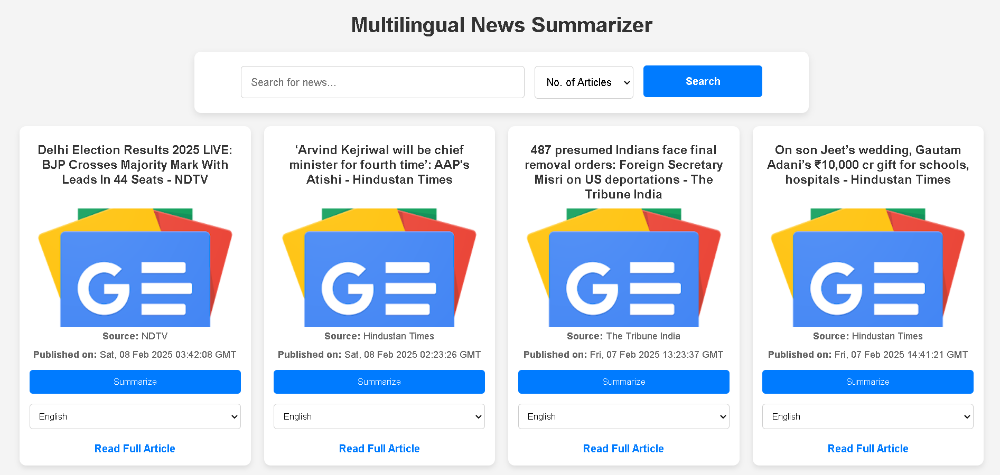 Multilingual News Summarizer
Search for news...
No. of Articles
Search
Delhi Election Results 2025 LIVE:
BJP Crosses Majority Mark With
Leads In 44 Seats - NDTV
G
Source: NDTV
Published on: Sat, 08 Feb 2025 03:42:08 GMT
Summarize
English
Read Full Article
‘Arvind Kejriwal will be chief
minister for fourth time’: AAP's
Atishi - Hindustan Times
G
Source: Hindustan Times
Published on: Sat, 08 Feb 2025 02:23:26 GMT
Summarize
English
Read Full Article
487 presumed Indians face final
removal orders: Foreign Secretary
Misri on US deportations - The
Tribune India
G
Source: The Tribune India
Published on: Fri, 07 Feb 2025 13:23:37 GMT
Summarize
English
Read Full Article
On son Jeet’s wedding, Gautam
Adani’s ₹10,000 cr gift for schools,
hospitals - Hindustan Times
G
Source: Hindustan Times
Published on: Fri, 07 Feb 2025 14:41:21 GMT
Summarize
English
Read Full Article